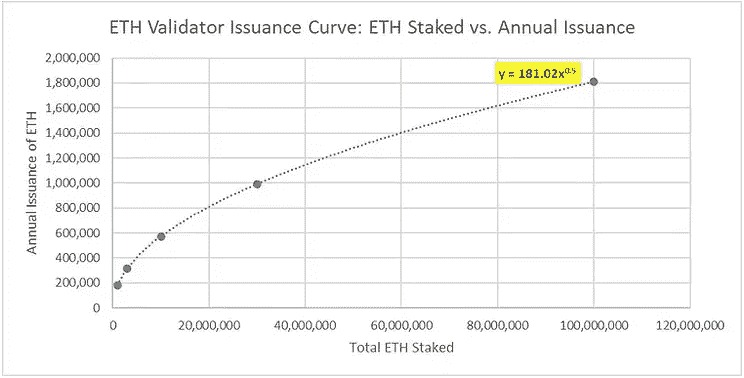 ETH Validator Issuance Curve: ETH Staked vs. Annual Issuance
2,000,000
1,800,000
1,600,000
1,400,000
1,200,000
1,000,000
800,000
600,000
400,000
200,000
0
Annual Issuance of ETH
y = 181.02x⁰·⁵
0 20,000,000 40,000,000 60,000,000 80,000,000 100,000,000 120,000,000
Total ETH Staked